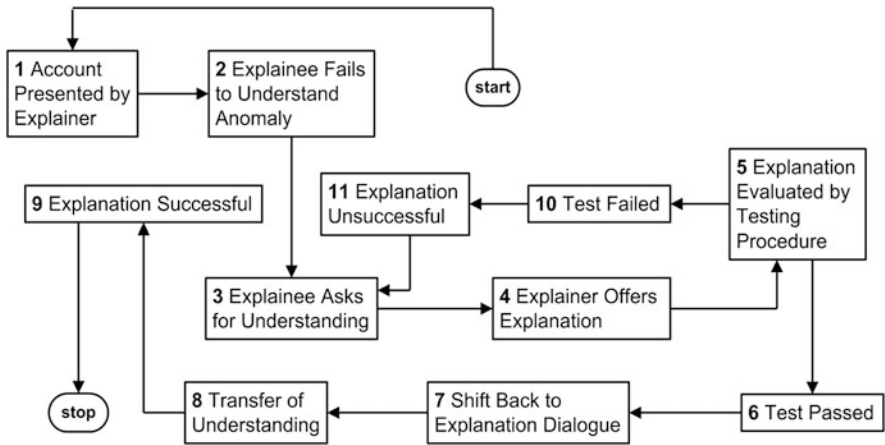 start
1 Account
Presented by
Explainer
2 Explainee Fails
to Understand
Anomaly
3 Explainee Asks
for Understanding
4 Explainer Offers
Explanation
5 Explanation
Evaluated by
Testing
Procedure
6 Test Passed
7 Shift Back to
Explanation Dialogue
8 Transfer of
Understanding
9 Explanation Successful
10 Test Failed
11 Explanation
Unsuccessful
stop